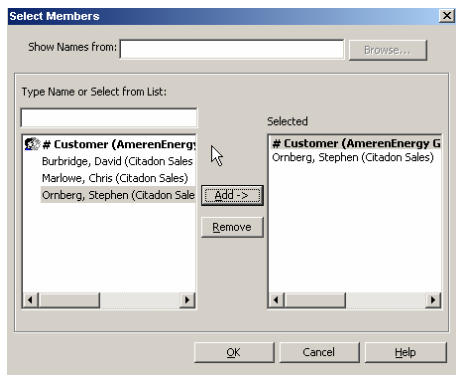 Select Members
Show Names from:
Browse...
Type Name or Select from List:
Selected
# Customer (AmerenEnergy
Burbridge, David (Citadon Sales
Marlowe, Chris (Citadon Sales)
Ornberg, Stephen (Citadon Sale
# Customer (AmerenEnergy G
Ornberg, Stephen (Citadon Sales)
Add ->
Remove
OK
Cancel
Help